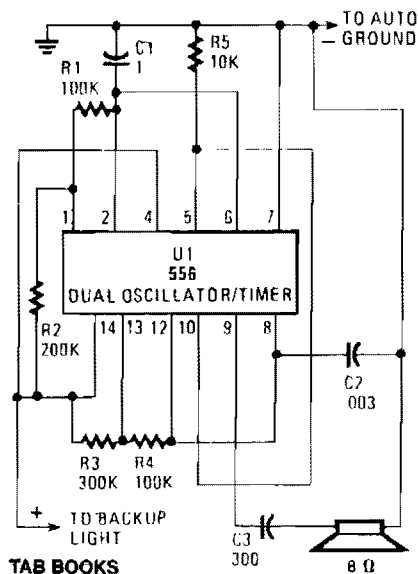 TO AUTO
GROUND
–
C1
1
R5
10K
R1
100K
1
2
4
5
6
7
U1
556
DUAL OSCILLATOR/TIMER
14
13
12
10
9
8
R2
200K
C2
.003
R3
300K
R4
100K
+
TO BACKUP
LIGHT
C3
300
8 Ω
TAB BOOKS